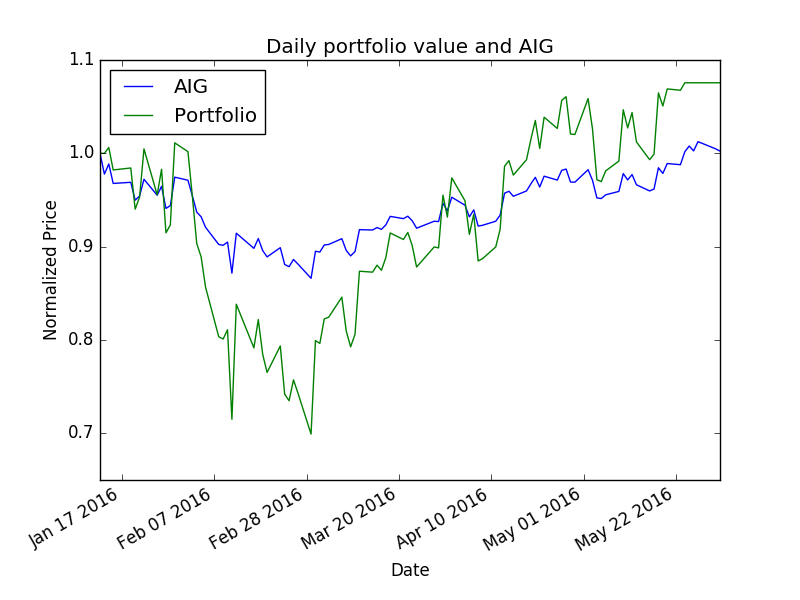 Daily portfolio value and AIG
1.1
1.0
0.9
0.8
0.7
Normalized Price
AIG
Portfolio
Jan 17 2016
Feb 07 2016
Feb 28 2016
Mar 20 2016
Apr 10 2016
May 01 2016
May 22 2016
Date